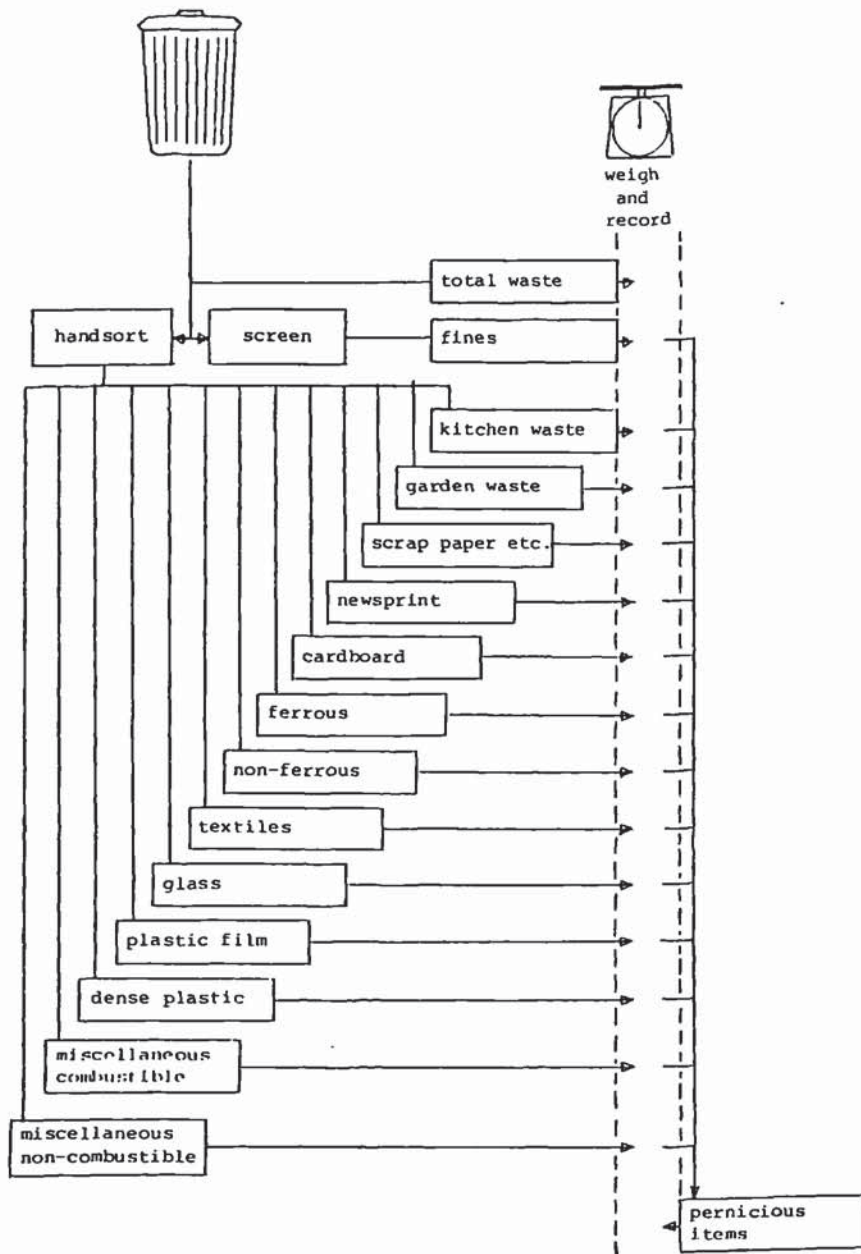 weigh
and
record
total waste
handsort
screen
fines
kitchen waste
garden waste
scrap paper etc.
newsprint
cardboard
ferrous
non-ferrous
textiles
glass
plastic film
dense plastic
miscellaneous
combustible
miscellaneous
non-combustible
pernicious
items